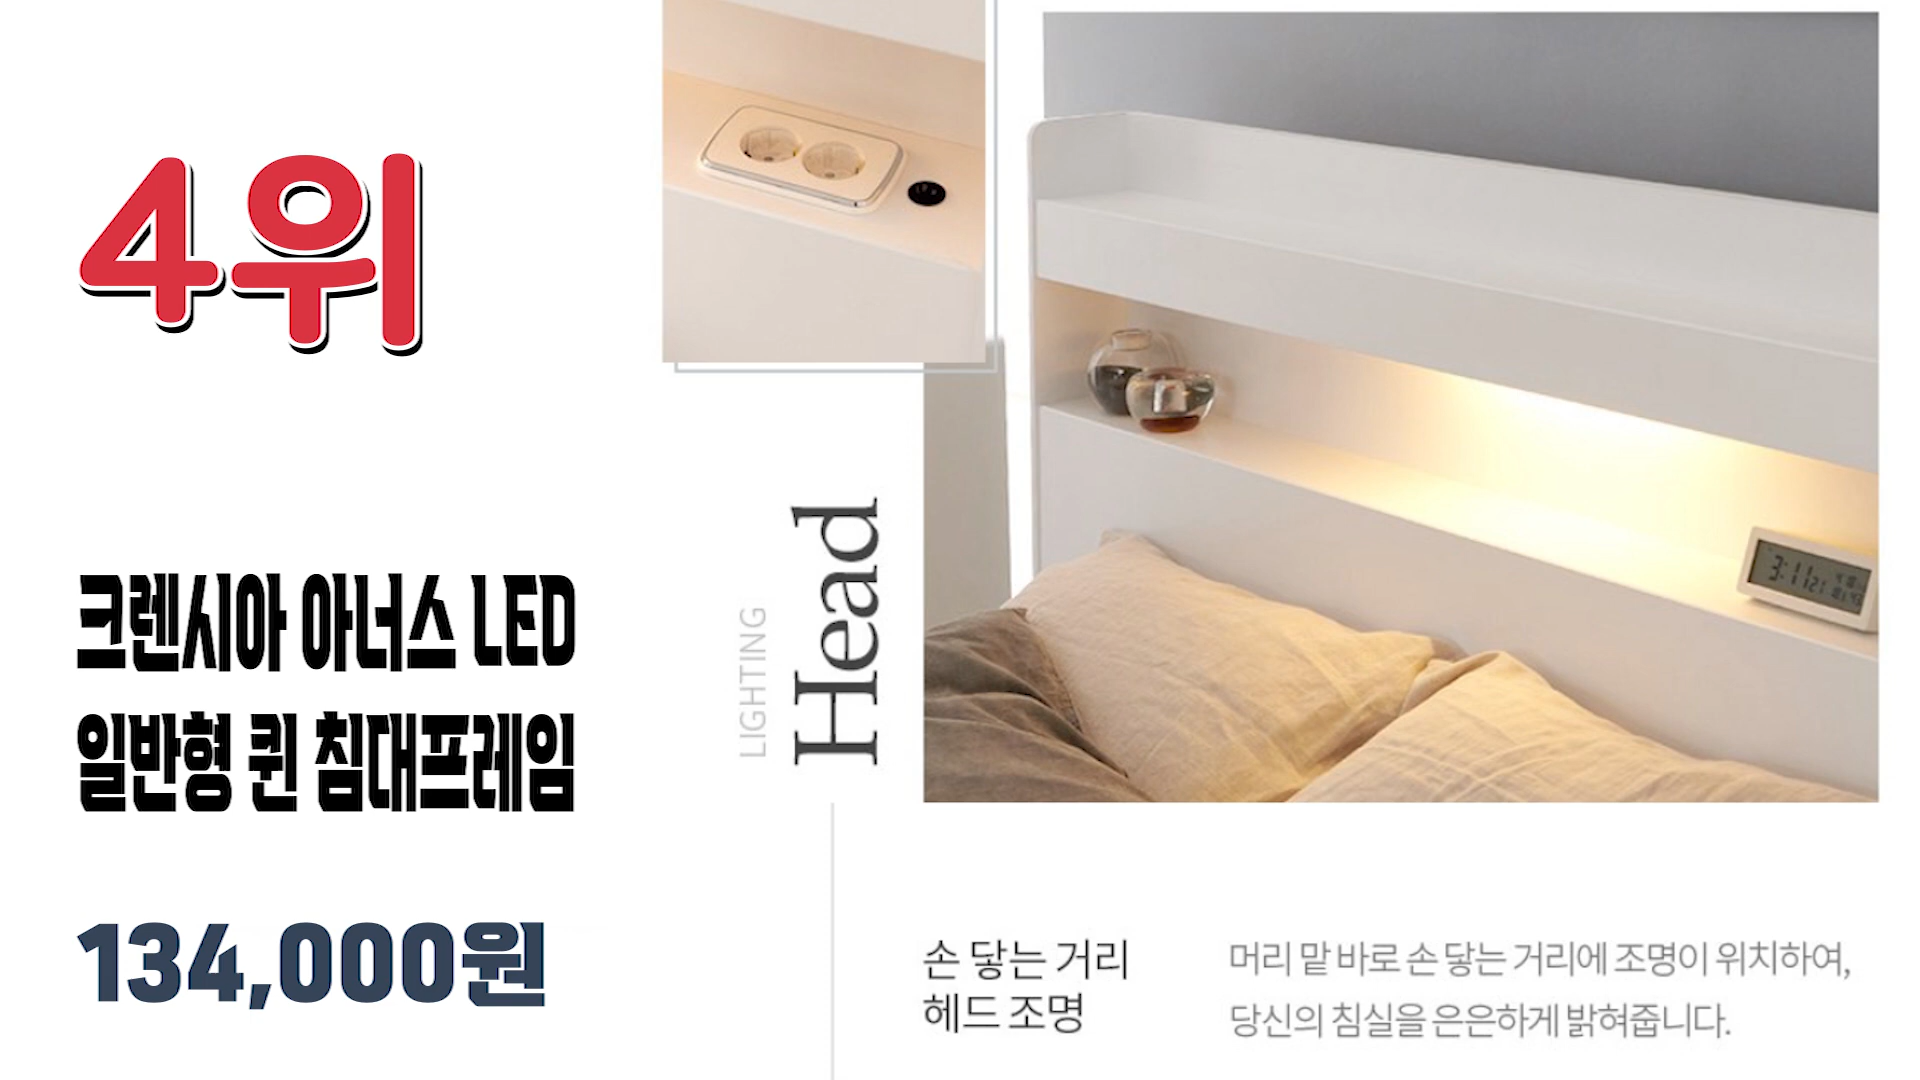 4위
크렌시아 아너스 LED
일반형 퀸 침대프레임
134,000원
LIGHTING
Head
손 닿는 거리
헤드 조명
머리 맡 바로 손 닿는 거리에 조명이 위치하여,
당신의 침실을 은은하게 밝혀줍니다.